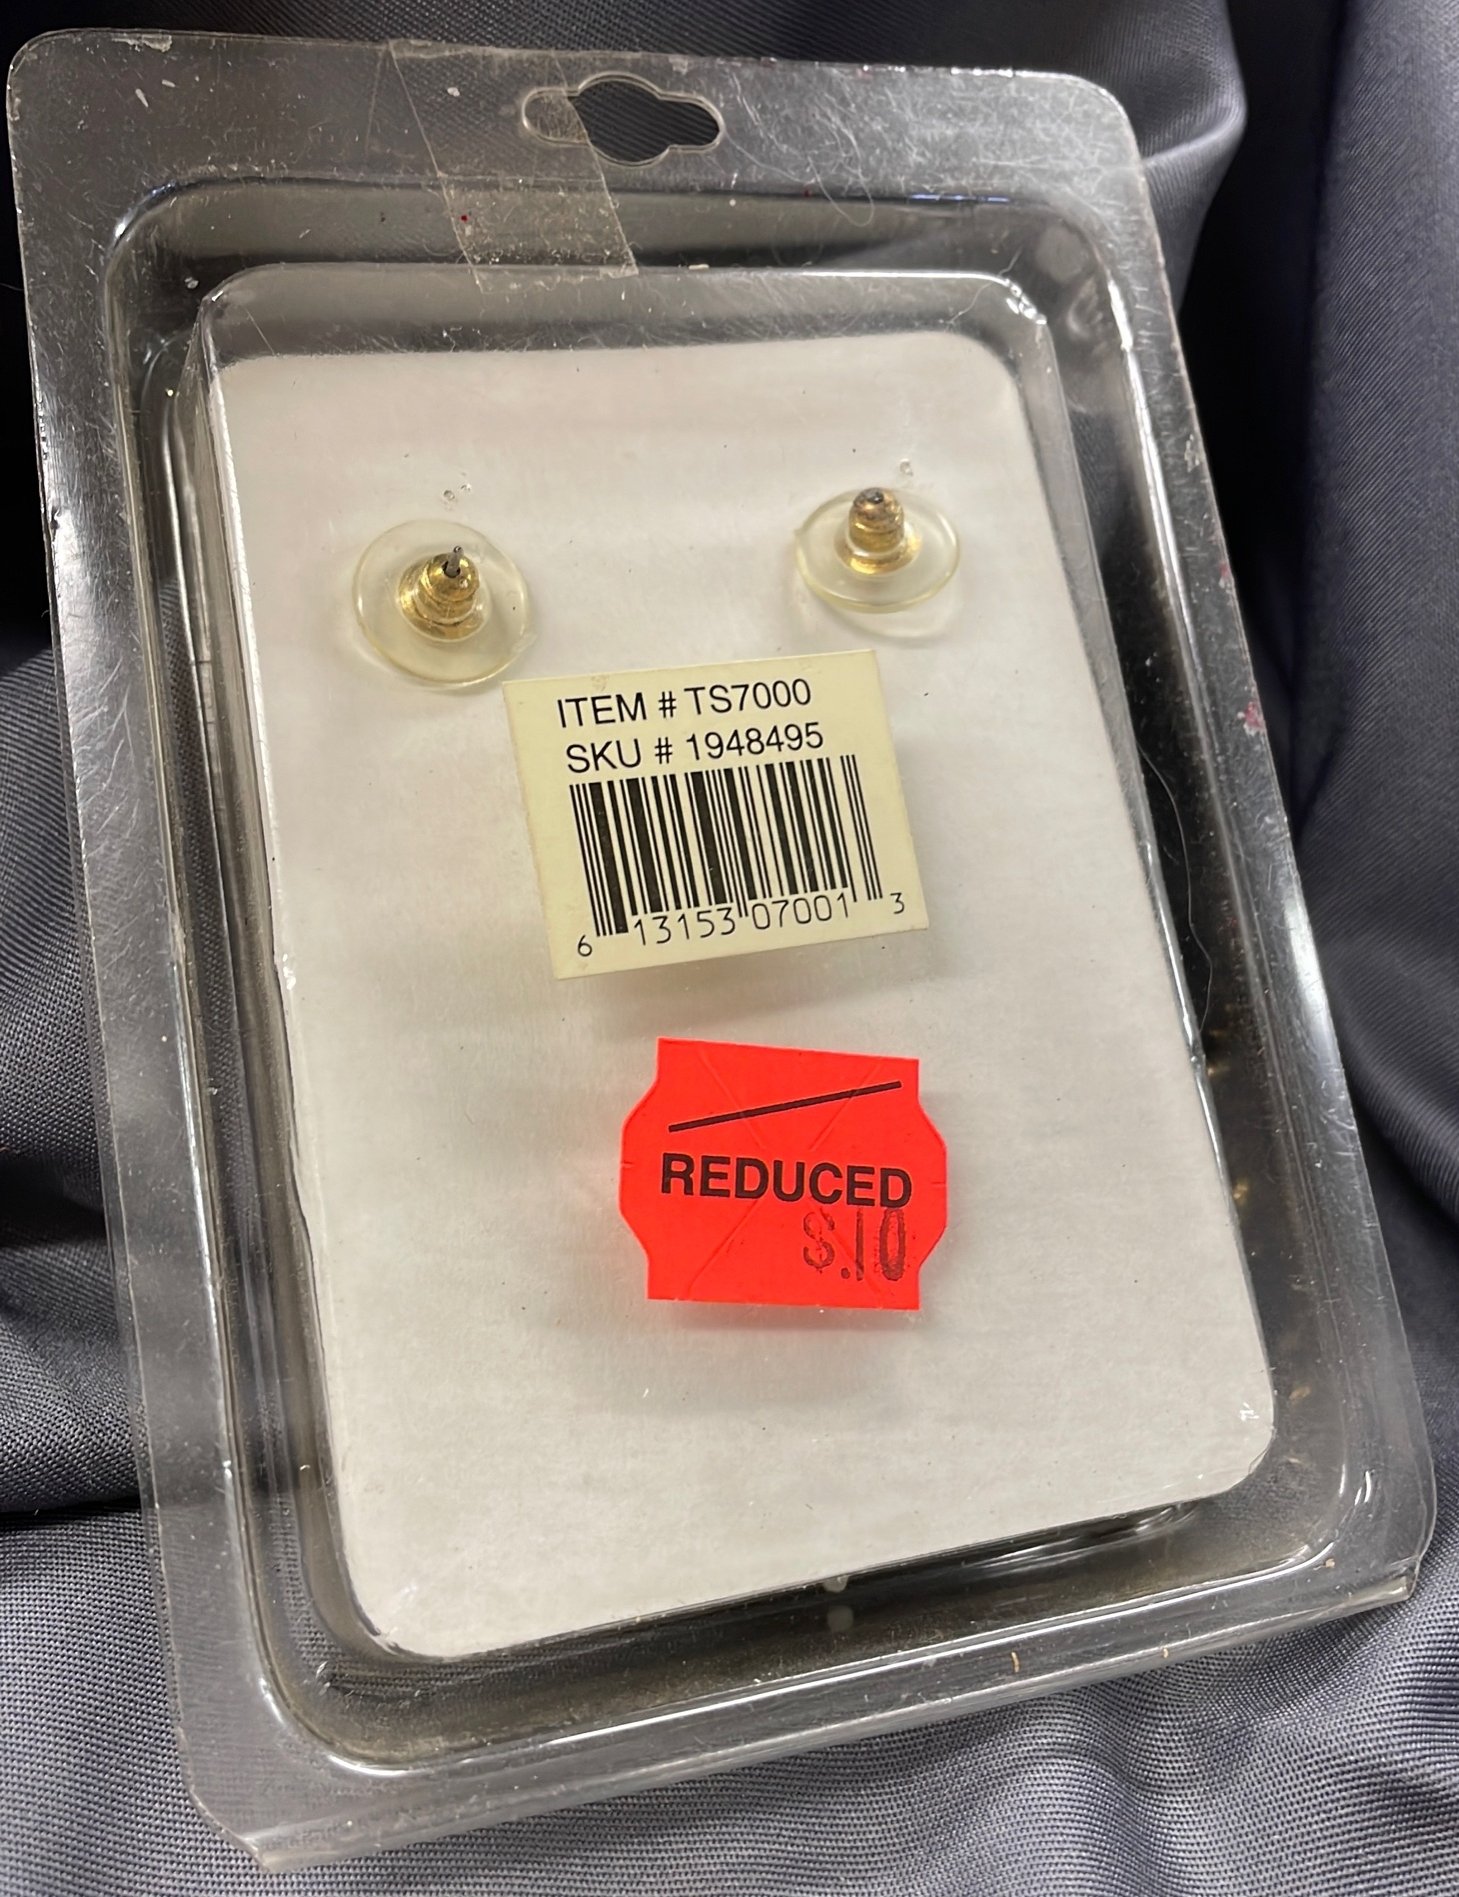 ITEM # TS7000
SKU # 1948495
6 13153 07001 3
REDUCED
$.10